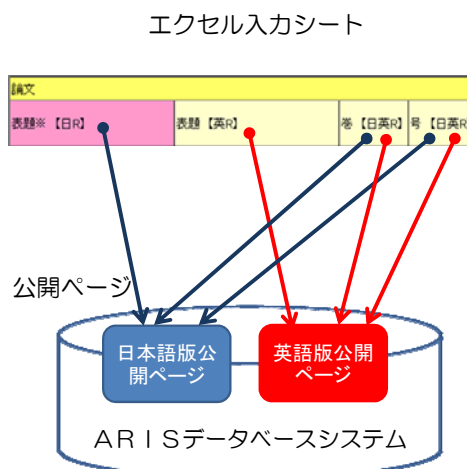 エクセル入力シート
論文
表題※【日R】 表題【英R】 巻【日英R】 号【日英R
公開ページ
日本語版公
開ページ
英語版公開
ページ
ＡＲＩＳデータベースシステム